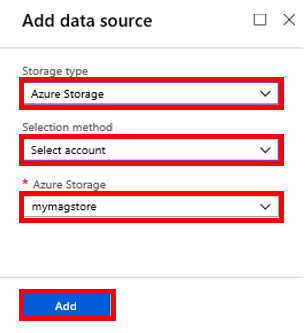 Add data source
Storage type
Azure Storage
Selection method
Select account
* Azure Storage
mymagstore
Add